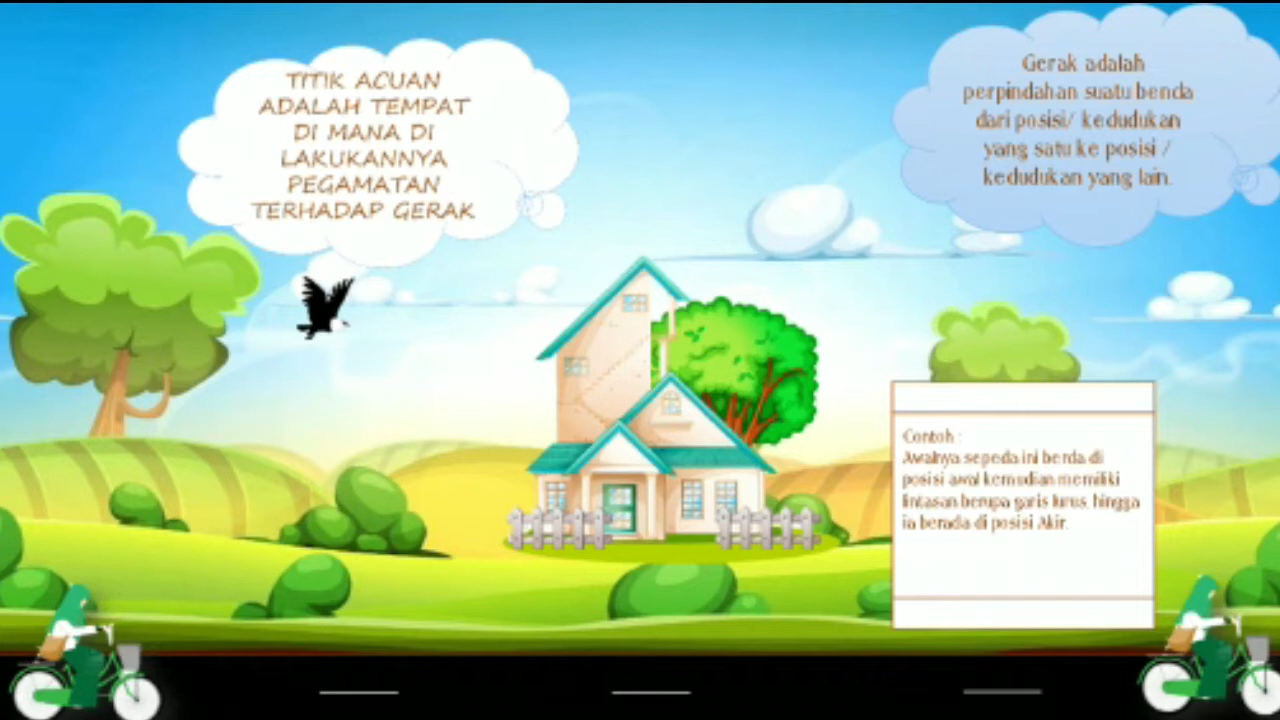 TITIK ACUAN
ADALAH TEMPAT
DI MANA DI
LAKUKANNYA
PEGAMATAN
TERHADAP GERAK
Gerak adalah
perpindahan suatu benda
dari posisi/ kedudukan
yang satu ke posisi /
kedudukan yang lain.
Contoh :
Awalnya sepeda ini berda di
posisi awal kemudian memiliki
lintasan berupa garis lurus, hingga
ia berada di posisi Akir.